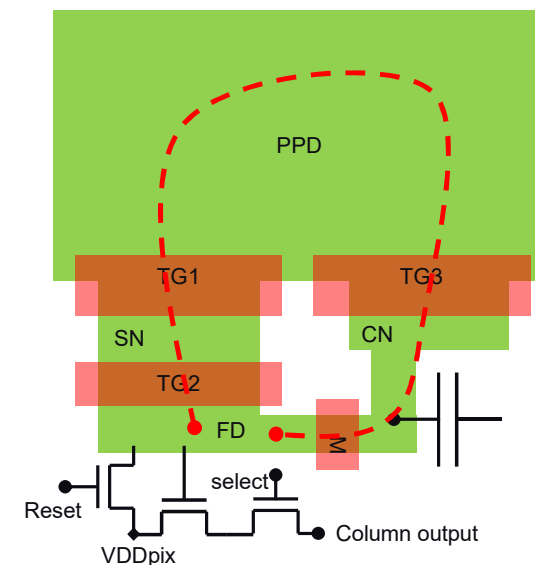 PPD
TG1
TG3
SN
CN
TG2
FD
M
select
Reset
Column output
VDDpix